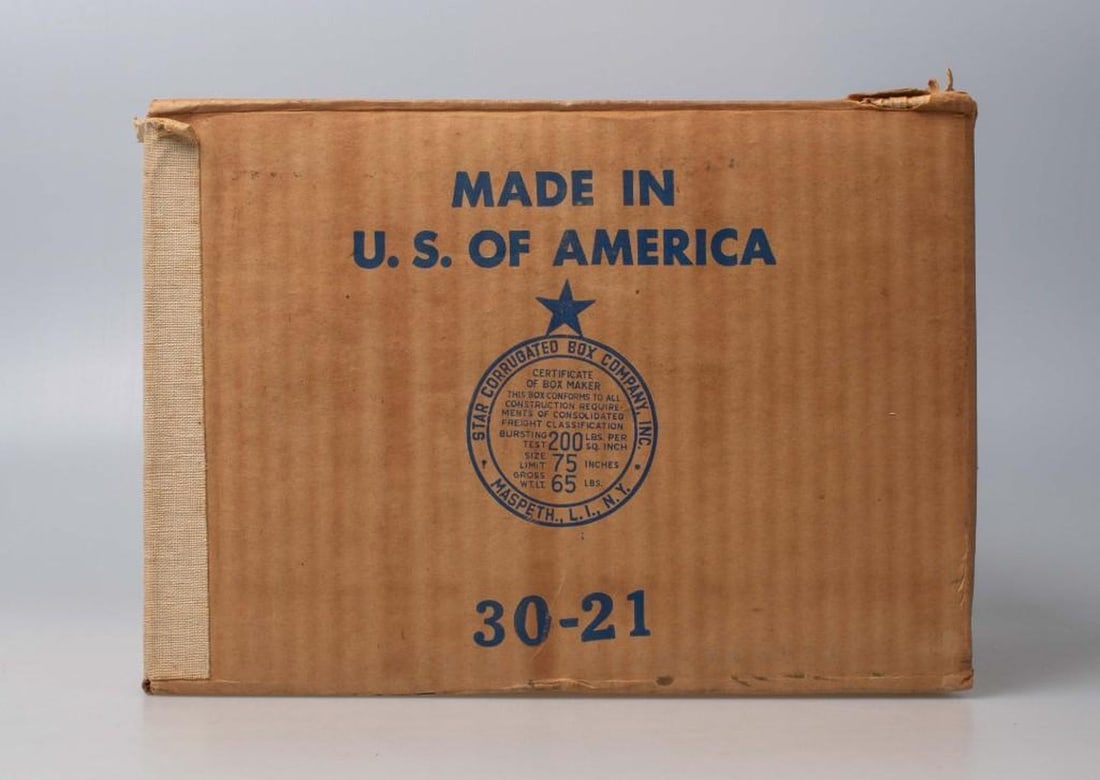 MADE IN
U. S. OF AMERICA
STAR CORRUGATED BOX COMPANY, INC.
CERTIFICATE
OF BOX MAKER
THIS BOX CONFORMS TO ALL
CONSTRUCTION REQUIRE-
MENTS OF CONSOLIDATED
FREIGHT CLASSIFICATION
BURSTING TEST 200 LBS. PER SQ. INCH
SIZE LIMIT 75 INCHES
GROSS WT. LT. 65 LBS.
MASPETH., L. I., N. Y.
30-21